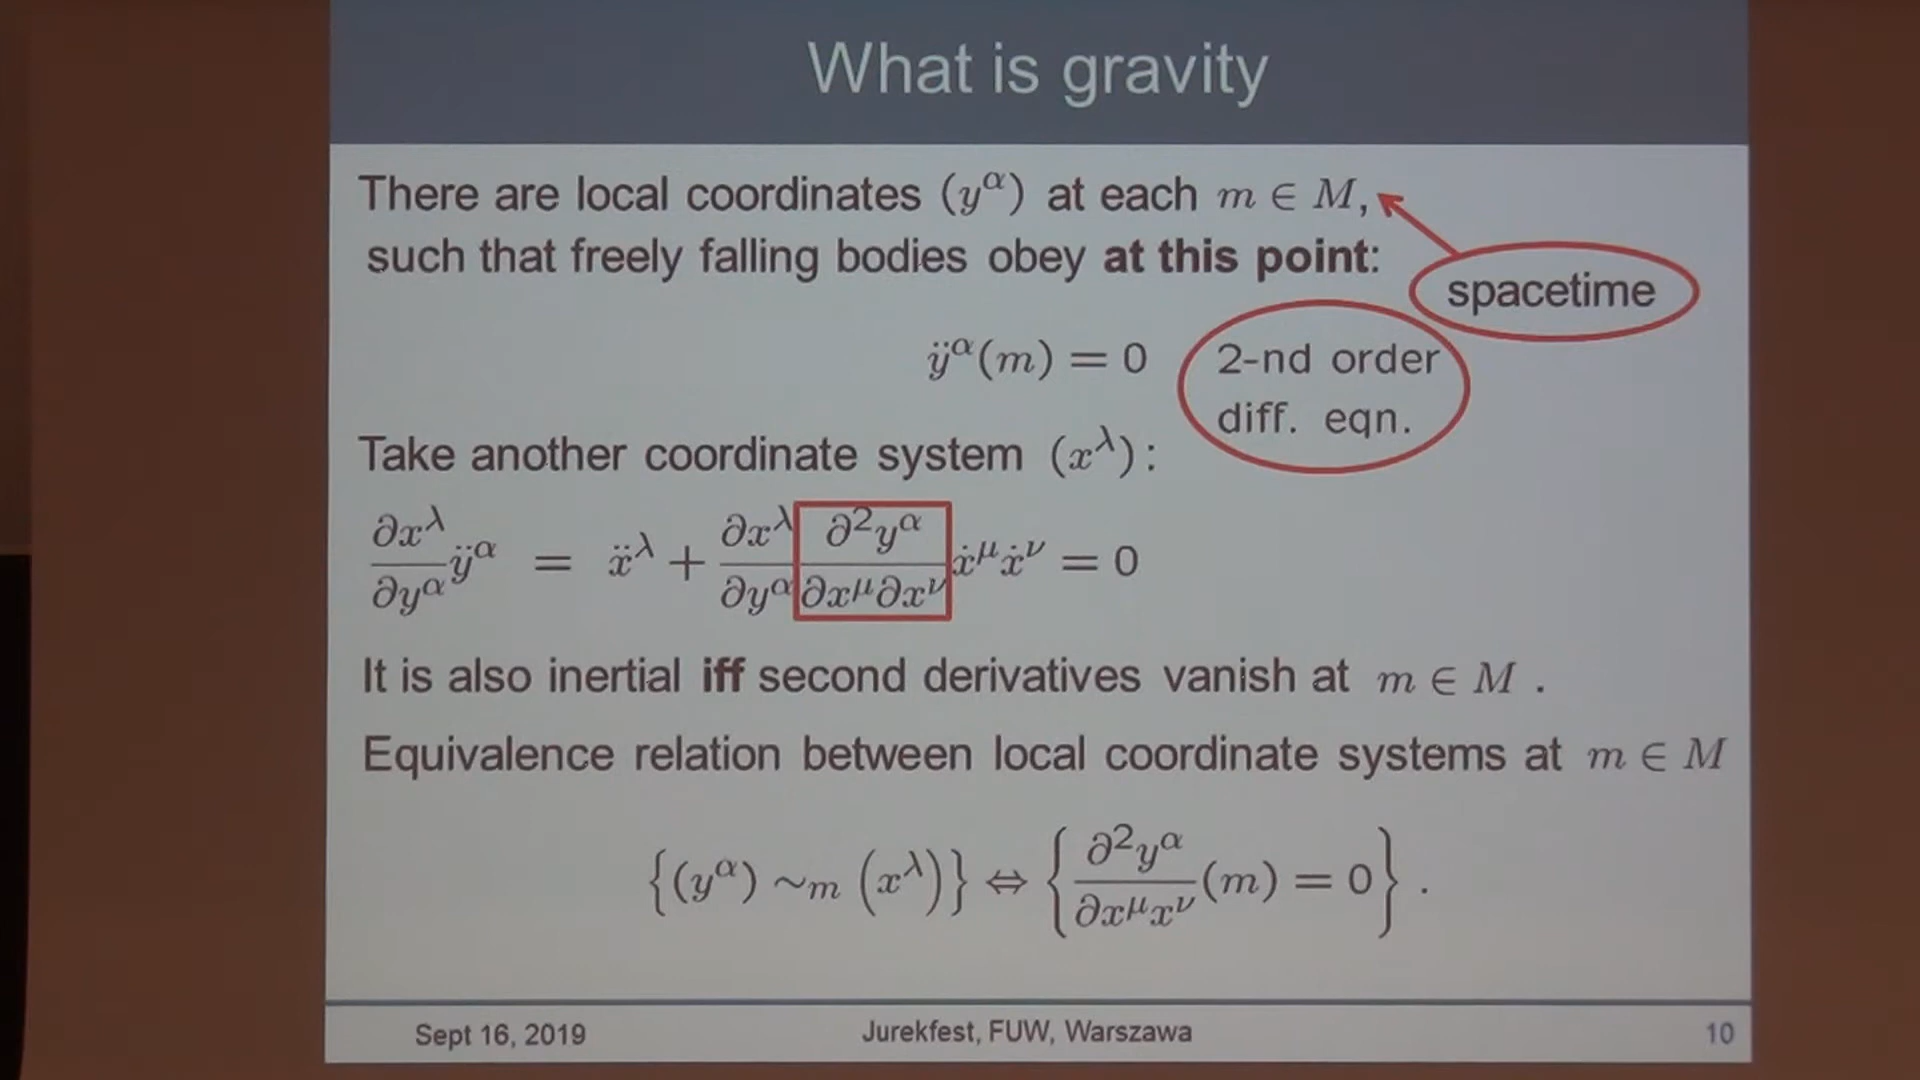 What is gravity
There are local coordinates (y^α) at each m ∈ M,
such that freely falling bodies obey at this point:
spacetime
ÿ^α(m) = 0
2-nd order
diff. eqn.
Take another coordinate system (x^λ):
∂x^λ/∂y^α ÿ^α = ẍ^λ + ∂x^λ/∂y^α ∂²y^α/∂x^μ∂x^ν ẋ^μẋ^ν = 0
It is also inertial iff second derivatives vanish at m ∈ M .
Equivalence relation between local coordinate systems at m ∈ M
{(y^α) ∼_m (x^λ)} ⇔ {∂²y^α/∂x^μx^ν (m) = 0} .
Sept 16, 2019
Jurekfest, FUW, Warszawa
10